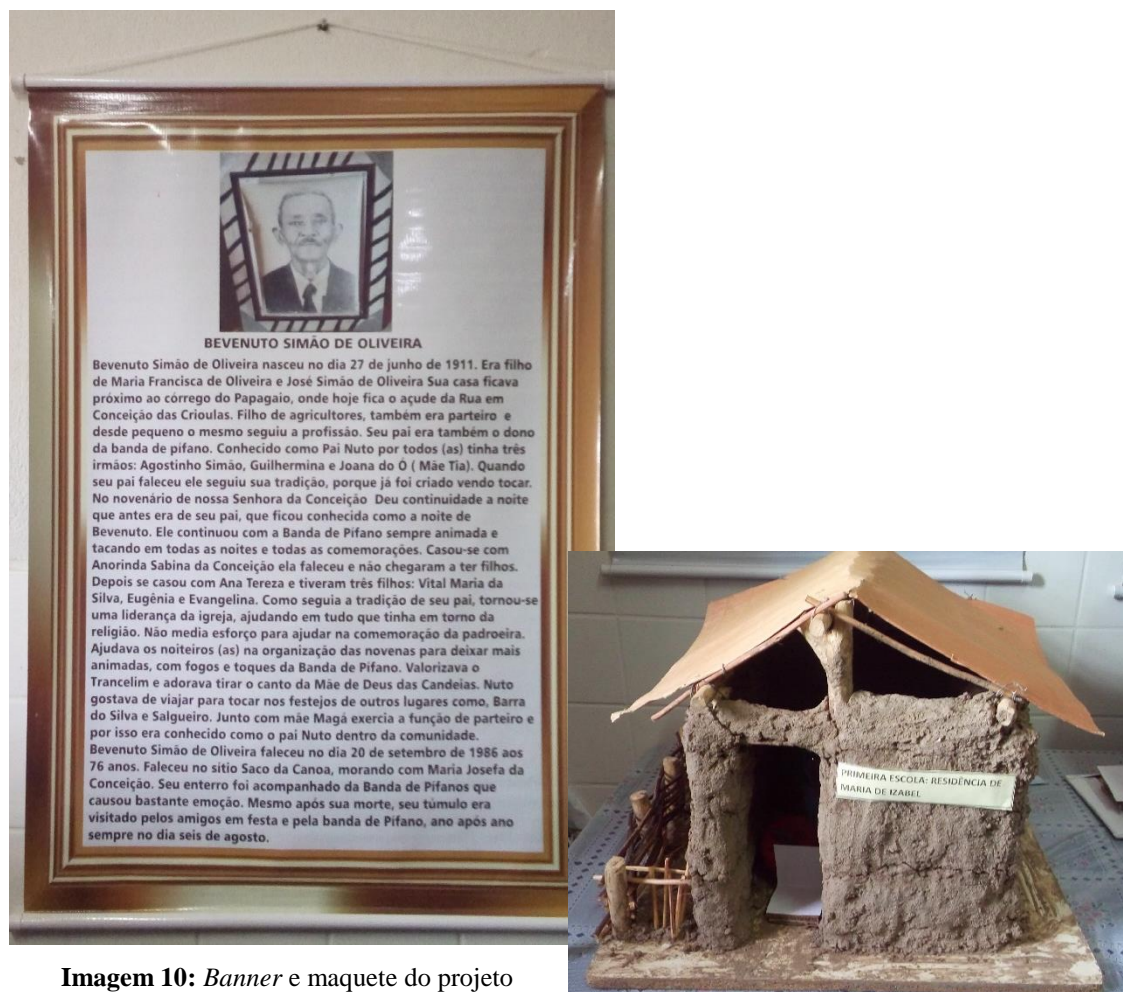 BEVENUTO SIMÃO DE OLIVEIRA
Bevenuto Simão de Oliveira nasceu no dia 27 de junho de 1911. Era filho
de Maria Francisca de Oliveira e José Simão de Oliveira Sua casa ficava
próximo ao córrego do Papagaio, onde hoje fica o açude da Rua em
Conceição das Crioulas. Filho de agricultores, também era parteiro e
desde pequeno o mesmo seguiu a profissão. Seu pai era também o dono
da banda de pífano. Conhecido como Pai Nuto por todos (as) tinha três
irmãos: Agostinho Simão, Guilhermina e Joana do Ó ( Mãe Tia). Quando
seu pai faleceu ele seguiu sua tradição, porque já foi criado vendo tocar.
No novenário de nossa Senhora da Conceição Deu continuidade a noite
que antes era de seu pai, que ficou conhecida como a noite de
Bevenuto. Ele continuou com a Banda de Pífano sempre animada e
tacando em todas as noites e todas as comemorações. Casou-se com
Anorinda Sabina da Conceição ela faleceu e não chegaram a ter filhos.
Depois se casou com Ana Tereza e tiveram três filhos: Vital Maria da
Silva, Eugênia e Evangelina. Como seguia a tradição de seu pai, tornou-se
uma liderança da igreja, ajudando em tudo que tinha em torno da
religião. Não media esforço para ajudar na comemoração da padroeira.
Ajudava os noiteiros (as) na organização das novenas para deixar mais
animadas, com fogos e toques da Banda de Pífano. Valorizava o
Trancelim e adorava tirar o canto da Mãe de Deus das Candeias. Nuto
gostava de viajar para tocar nos festejos de outros lugares como, Barra
do Silva e Salgueiro. Junto com mãe Magá exercia a função de parteiro e
por isso era conhecido como o pai Nuto dentro da comunidade.
Bevenuto Simão de Oliveira faleceu no dia 20 de setembro de 1986 aos
76 anos. Faleceu no sítio Saco da Canoa, morando com Maria Josefa da
Conceição. Seu enterro foi acompanhado da Banda de Pífanos que
causou bastante emoção. Mesmo após sua morte, seu túmulo era
visitado pelos amigos em festa e pela banda de Pífano, ano após ano
sempre no dia seis de agosto.
PRIMEIRA ESCOLA: RESIDÊNCIA DE
MARIA DE IZABEL
Imagem 10: Banner e maquete do projeto